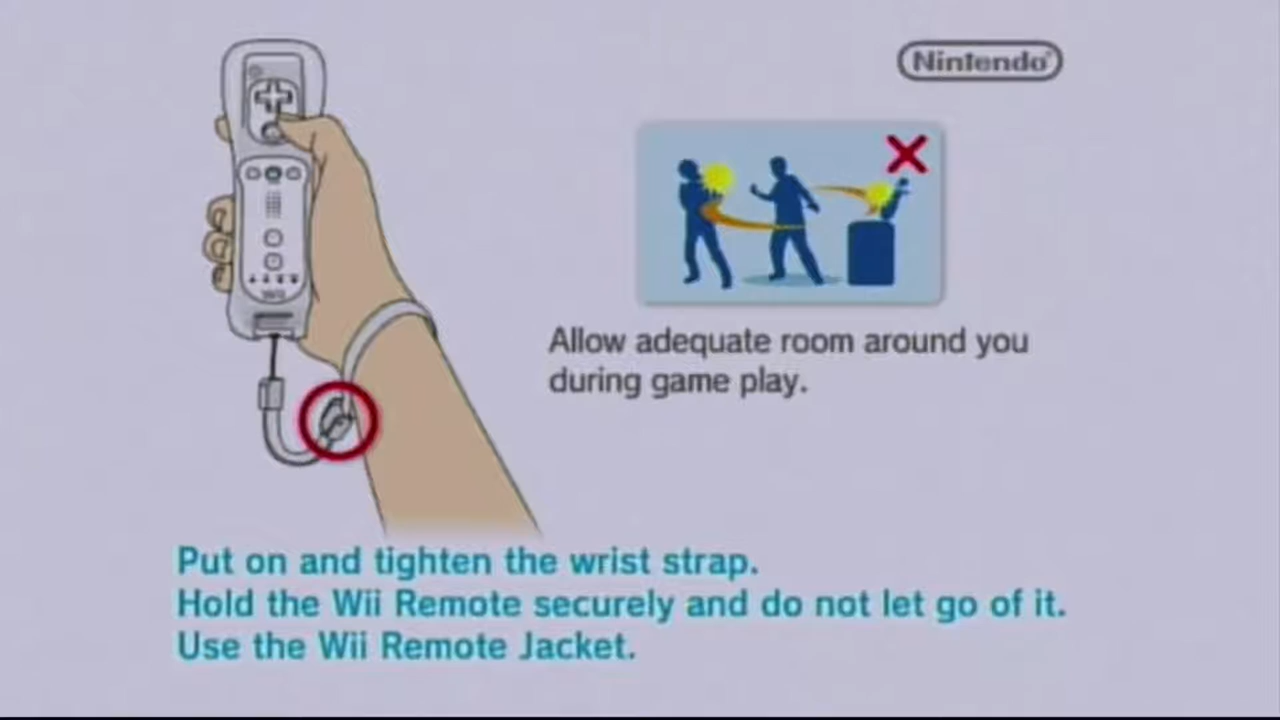 Nintendo
Allow adequate room around you
during game play.
Put on and tighten the wrist strap.
Hold the Wii Remote securely and do not let go of it.
Use the Wii Remote Jacket.